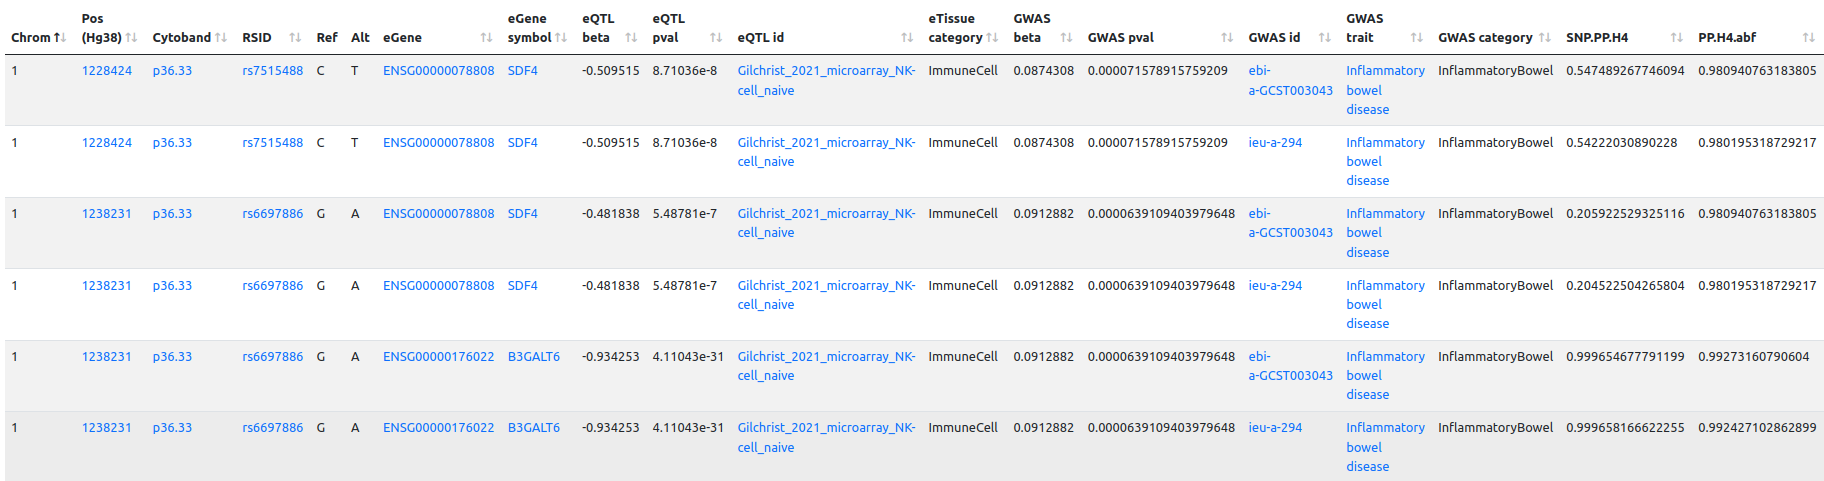 Chrom Pos (Hg38) Cytoband RSID Ref Alt eGene eGene symbol eQTL beta eQTL pval eQTL id eTissue category GWAS beta GWAS pval GWAS id GWAS trait GWAS category SNP.PP.H4 PP.H4.abf
1 1228424 p36.33 rs7515488 C T ENSG00000078808 SDF4 -0.509515 8.71036e-8 Gilchrist_2021_microarray_NK- ImmuneCell 0.0874308 0.000071578915759209 ebi- Inflammatory InflammatoryBowel 0.547489267746094 0.980940763183805
cell_naive a-GCST003043 bowel
disease
1 1228424 p36.33 rs7515488 C T ENSG00000078808 SDF4 -0.509515 8.71036e-8 Gilchrist_2021_microarray_NK- ImmuneCell 0.0874308 0.000071578915759209 ieu-a-294 Inflammatory InflammatoryBowel 0.54222030890228 0.980195318729217
cell_naive bowel
disease
1 1238231 p36.33 rs6697886 G A ENSG00000078808 SDF4 -0.481838 5.48781e-7 Gilchrist_2021_microarray_NK- ImmuneCell 0.0912882 0.0000639109403979648 ebi- Inflammatory InflammatoryBowel 0.205922529325116 0.980940763183805
cell_naive a-GCST003043 bowel
disease
1 1238231 p36.33 rs6697886 G A ENSG00000078808 SDF4 -0.481838 5.48781e-7 Gilchrist_2021_microarray_NK- ImmuneCell 0.0912882 0.0000639109403979648 ieu-a-294 Inflammatory InflammatoryBowel 0.204522504265804 0.980195318729217
cell_naive bowel
disease
1 1238231 p36.33 rs6697886 G A ENSG00000176022 B3GALT6 -0.934253 4.11043e-31 Gilchrist_2021_microarray_NK- ImmuneCell 0.0912882 0.0000639109403979648 ebi- Inflammatory InflammatoryBowel 0.999654677791199 0.99273160790604
cell_naive a-GCST003043 bowel
disease
1 1238231 p36.33 rs6697886 G A ENSG00000176022 B3GALT6 -0.934253 4.11043e-31 Gilchrist_2021_microarray_NK- ImmuneCell 0.0912882 0.0000639109403979648 ieu-a-294 Inflammatory InflammatoryBowel 0.999658166622255 0.992427102862899
cell_naive bowel
disease